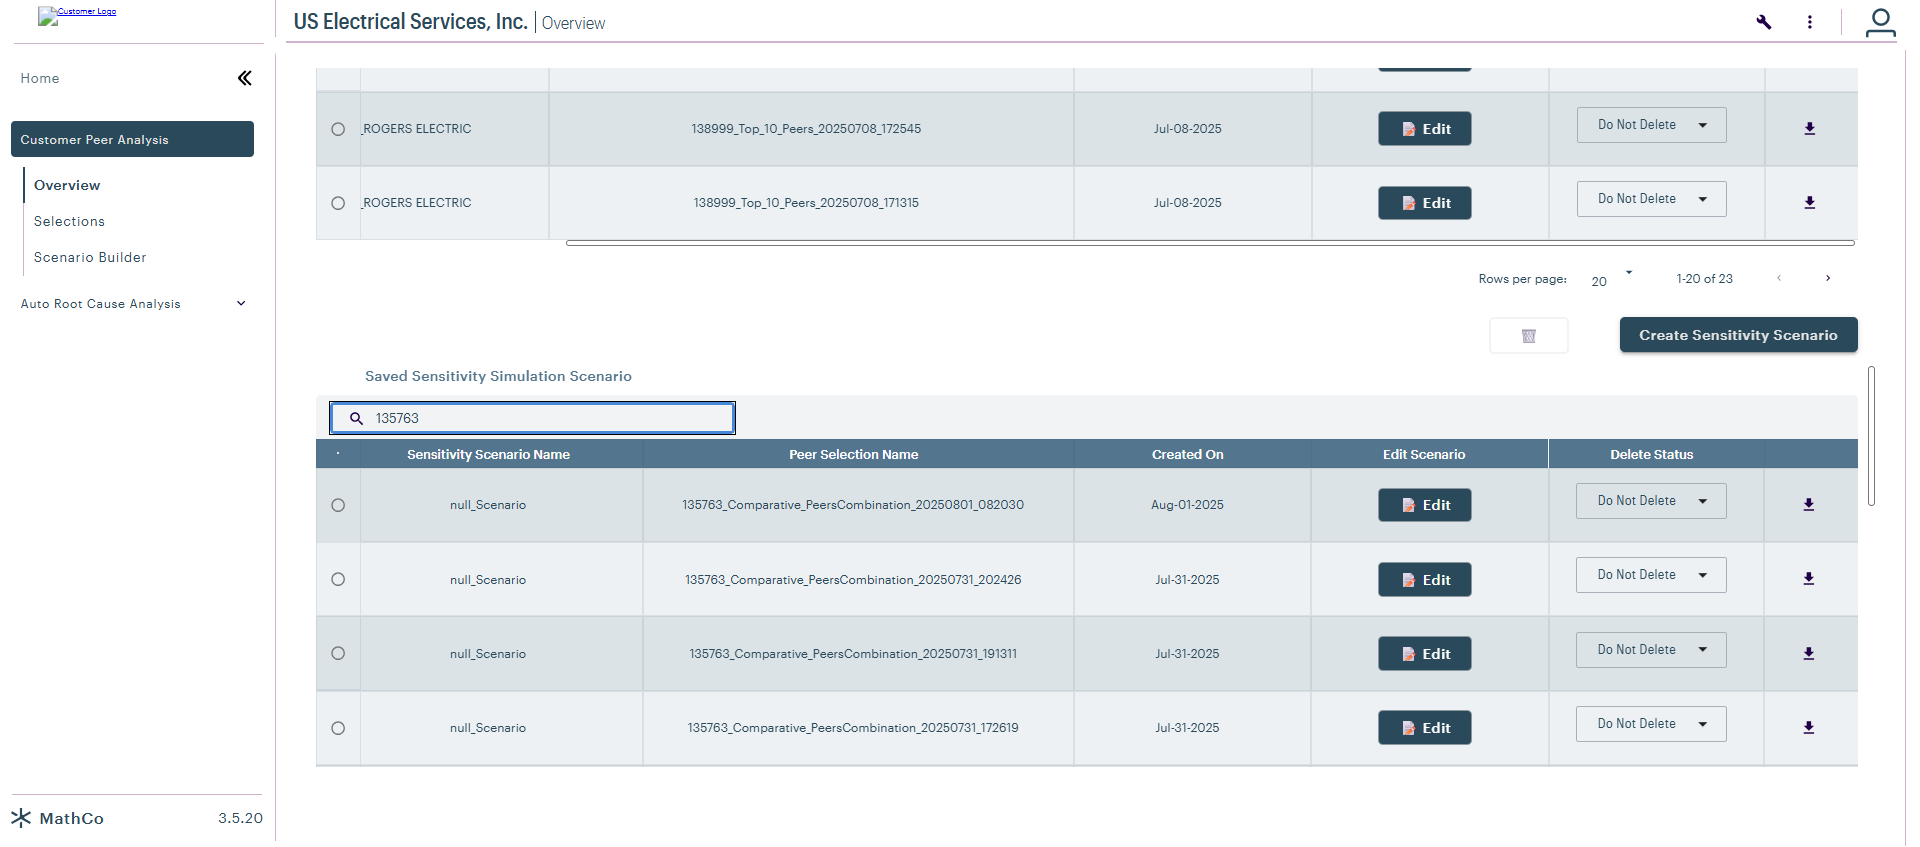 Customer Logo
US Electrical Services, Inc. Overview
Home
Customer Peer Analysis
Overview
Selections
Scenario Builder
Auto Root Cause Analysis
MathCo 3.5.20
_ROGERS ELECTRIC 138999_Top_10_Peers_20250708_172545 Jul-08-2025 Edit Do Not Delete
_ROGERS ELECTRIC 138999_Top_10_Peers_20250708_171315 Jul-08-2025 Edit Do Not Delete
Rows per page: 20 1-20 of 23
Create Sensitivity Scenario
Saved Sensitivity Simulation Scenario
135763
Sensitivity Scenario Name Peer Selection Name Created On Edit Scenario Delete Status
null_Scenario 135763_Comparative_PeersCombination_20250801_082030 Aug-01-2025 Edit Do Not Delete
null_Scenario 135763_Comparative_PeersCombination_20250731_202426 Jul-31-2025 Edit Do Not Delete
null_Scenario 135763_Comparative_PeersCombination_20250731_191311 Jul-31-2025 Edit Do Not Delete
null_Scenario 135763_Comparative_PeersCombination_20250731_172619 Jul-31-2025 Edit Do Not Delete